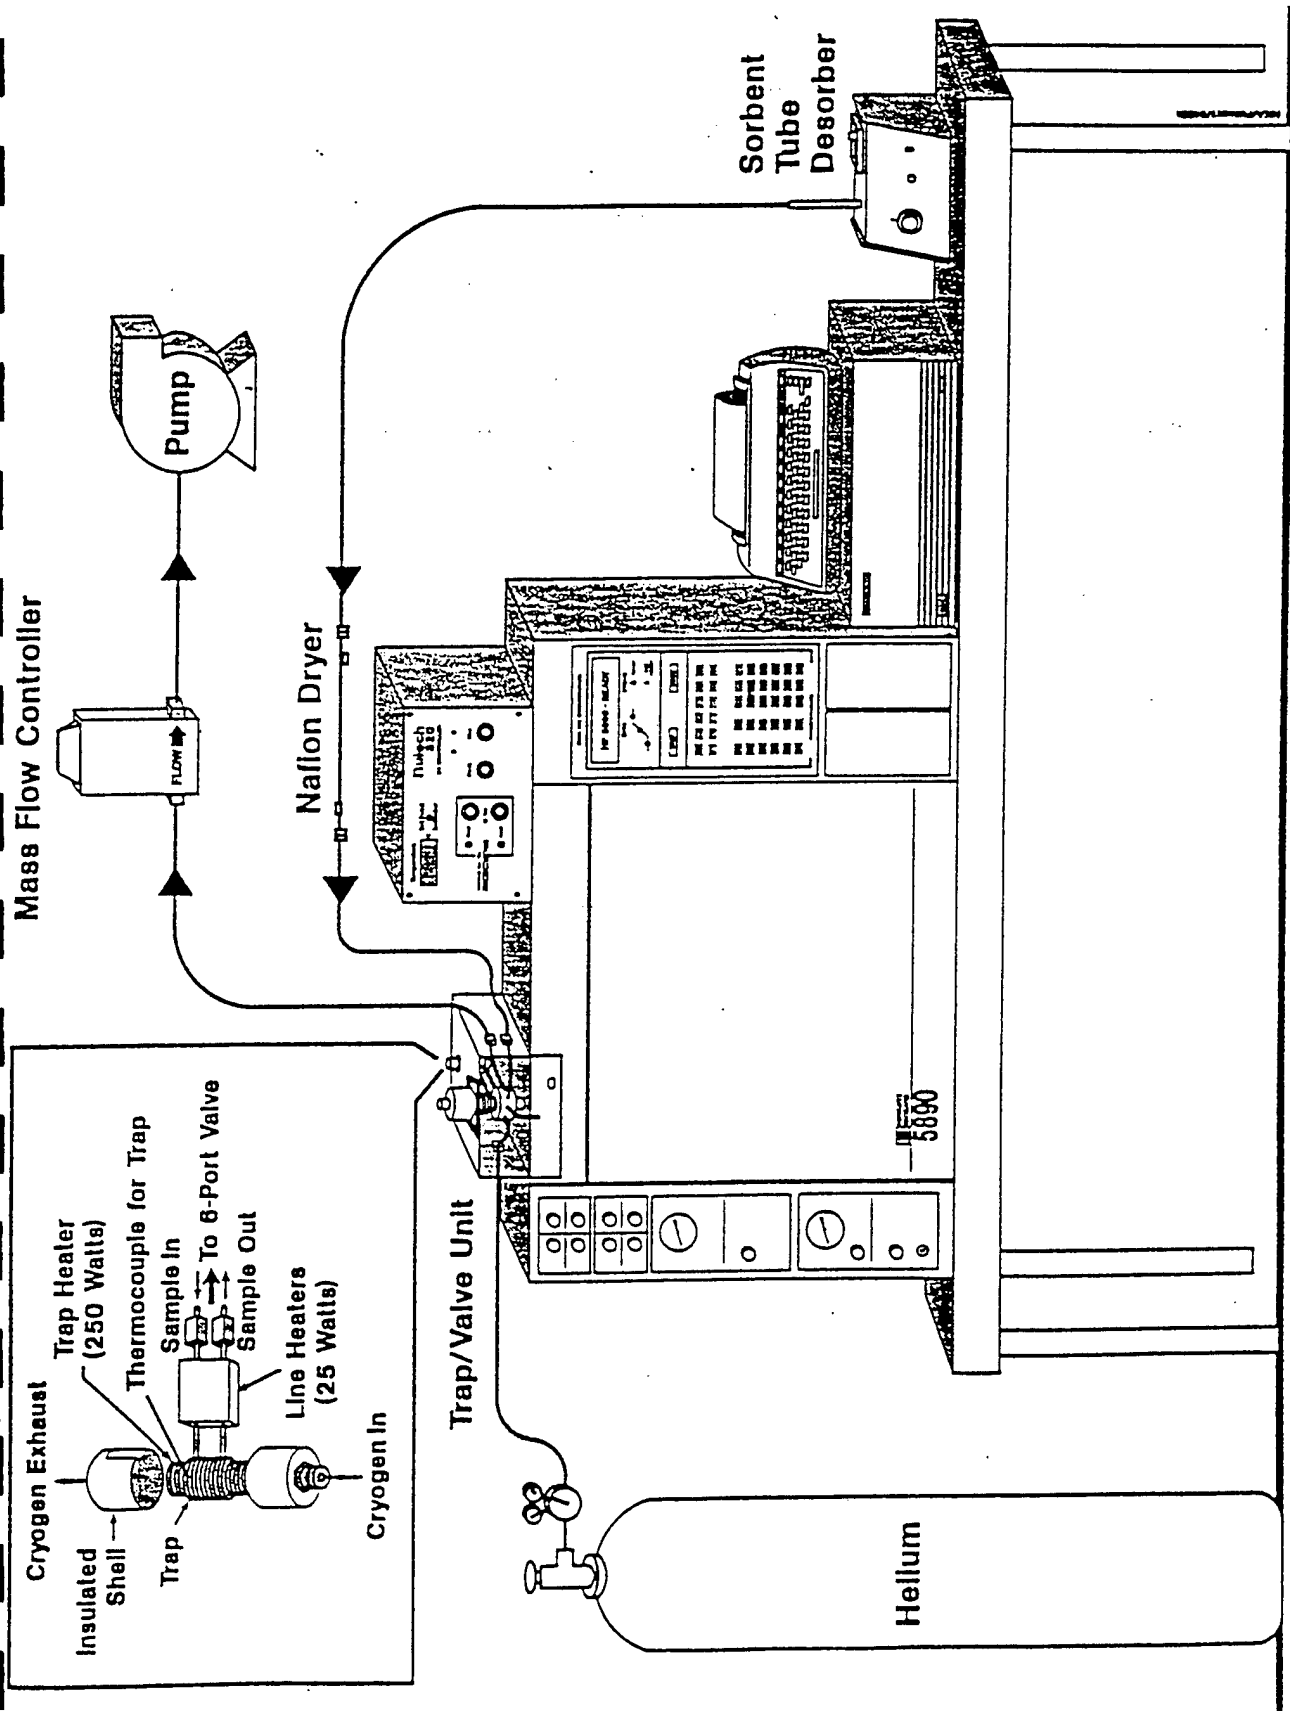 Cryogen Exhaust
Insulated
Shell
Trap
Trap Heater
(250 Watts)
Thermocouple for Trap
Sample In
To 6-Port Valve
Sample Out
Line Heaters
(25 Watts)
Cryogen In
Mass Flow Controller
FLOW
Pump
Nafion Dryer
Trap/Valve Unit
Nutech
Sorbent
Tube
Desorber
5890
Helium